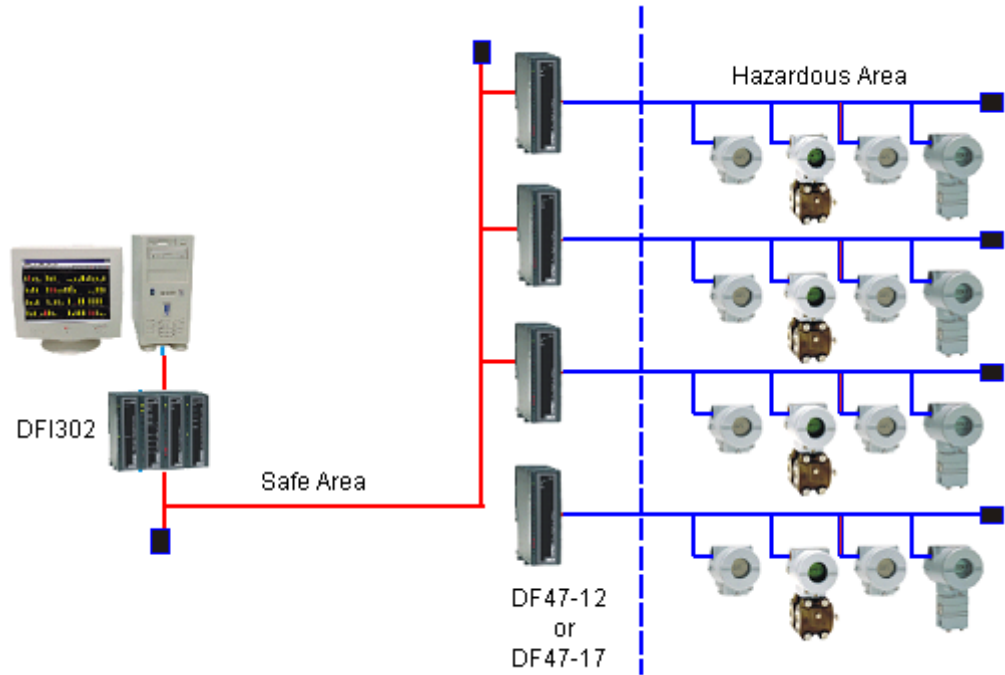 Hazardous Area
DFI302
Safe Area
DF47-12
or
DF47-17